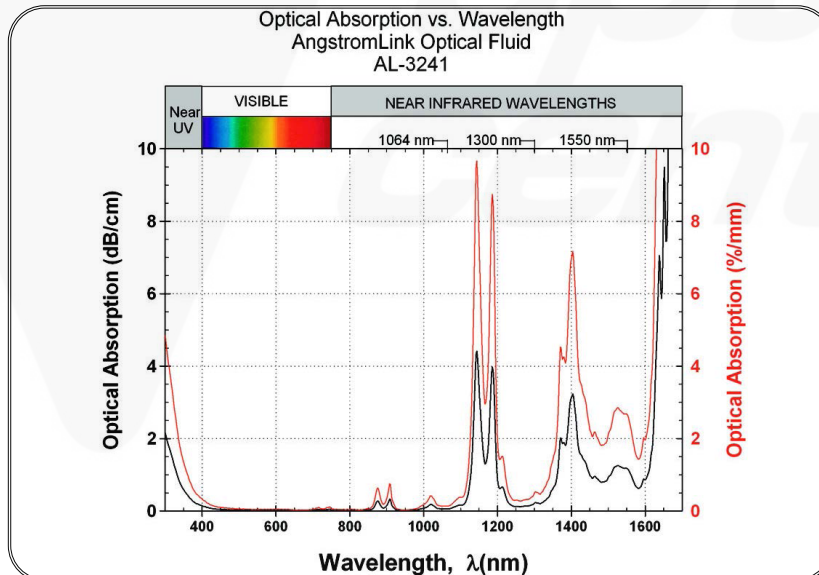 Optical Absorption vs. Wavelength
AngstromLink Optical Fluid
AL-3241
Near
UV
VISIBLE
NEAR INFRARED WAVELENGTHS
1064 nm
1300 nm
1550 nm
Optical Absorption (dB/cm)
10
8
6
4
2
0
10
8
6
4
2
0
Optical Absorption (%/mm)
400
600
800
1000
1200
1400
1600
Wavelength, λ(nm)